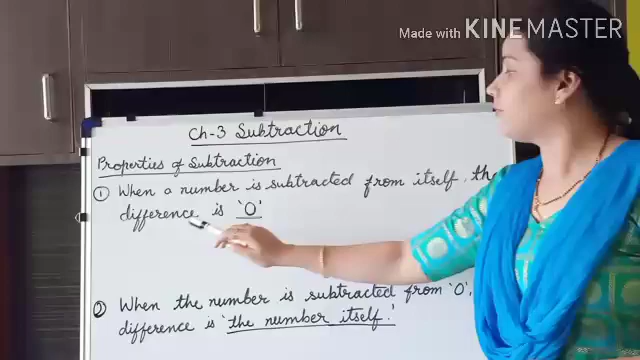 Made with KINEMASTER
Ch-3 Subtraction
Properties of Subtraction
① When a number is subtracted from itself, the
difference is '0'
② When the number is subtracted from '0',
difference is 'the number itself.'